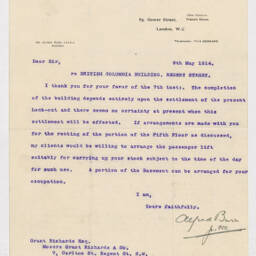 59, Gower Street,
London, W.C
8th May 1914.
Dear Sir,
re BRITISH COLUMBIA BUILDING, REGENT STREET.
I thank you for your favor of the 7th inst. The completion
of the building depends entirely upon the settlement of the present
lock-out and there seems no certainty at present when this
settlement will be affected. If arrangements are made with you
for the renting of the portion of the Fifth Floor as discussed,
my clients would be willing to arrange the passenger lift
suitably for carrying up your stock subject to the time of the day
for such use. A portion of the Basement can be arranged for your
occupation.
I am,
Yours faithfully,
Alfred
Grant Richards Esq.
Messrs Grant Richards &
7, Carlton St. Regent St, S.W.